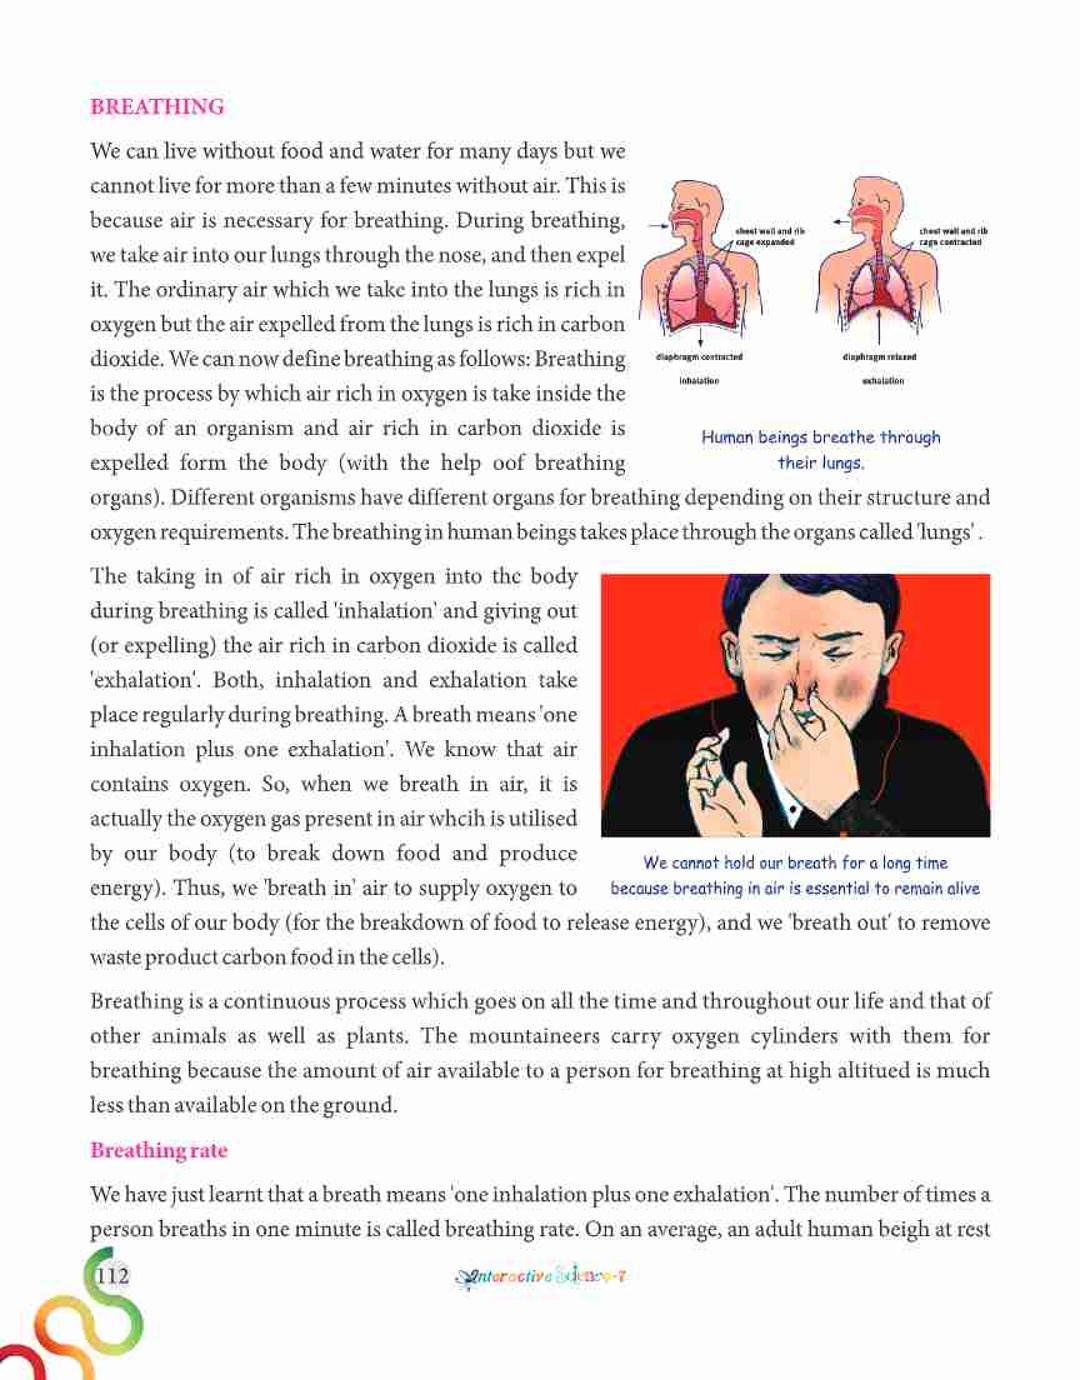 BREATHING
We can live without food and water for many days but we
cannot live for more than a few minutes without air. This is
because air is necessary for breathing. During breathing,
we take air into our lungs through the nose, and then expel
it. The ordinary air which we take into the lungs is rich in
oxygen but the air expelled from the lungs is rich in carbon
dioxide. We can now define breathing as follows: Breathing
is the process by which air rich in oxygen is take inside the
body of an organism and air rich in carbon dioxide is
expelled form the body (with the help oof breathing
organs). Different organisms have different organs for breathing depending on their structure and
oxygen requirements. The breathing in human beings takes place through the organs called 'lungs' .
chest wall and rib
cage expanded
chest wall and rib
cage contracted
diaphragm contracted
diaphragm relaxed
inhalation
exhalation
Human beings breathe through
their lungs.
The taking in of air rich in oxygen into the body
during breathing is called 'inhalation' and giving out
(or expelling) the air rich in carbon dioxide is called
'exhalation'. Both, inhalation and exhalation take
place regularly during breathing. A breath means 'one
inhalation plus one exhalation'. We know that air
contains oxygen. So, when we breath in air, it is
actually the oxygen gas present in air whcih is utilised
by our body (to break down food and produce
energy). Thus, we 'breath in' air to supply oxygen to
the cells of our body (for the breakdown of food to release energy), and we 'breath out' to remove
waste product carbon food in the cells).
We cannot hold our breath for a long time
because breathing in air is essential to remain alive
Breathing is a continuous process which goes on all the time and throughout our life and that of
other animals as well as plants. The mountaineers carry oxygen cylinders with them for
breathing because the amount of air available to a person for breathing at high altitued is much
less than available on the ground.
Breathing rate
We have just learnt that a breath means 'one inhalation plus one exhalation'. The number of times a
person breaths in one minute is called breathing rate. On an average, an adult human beigh at rest
112
Interactive Science-7